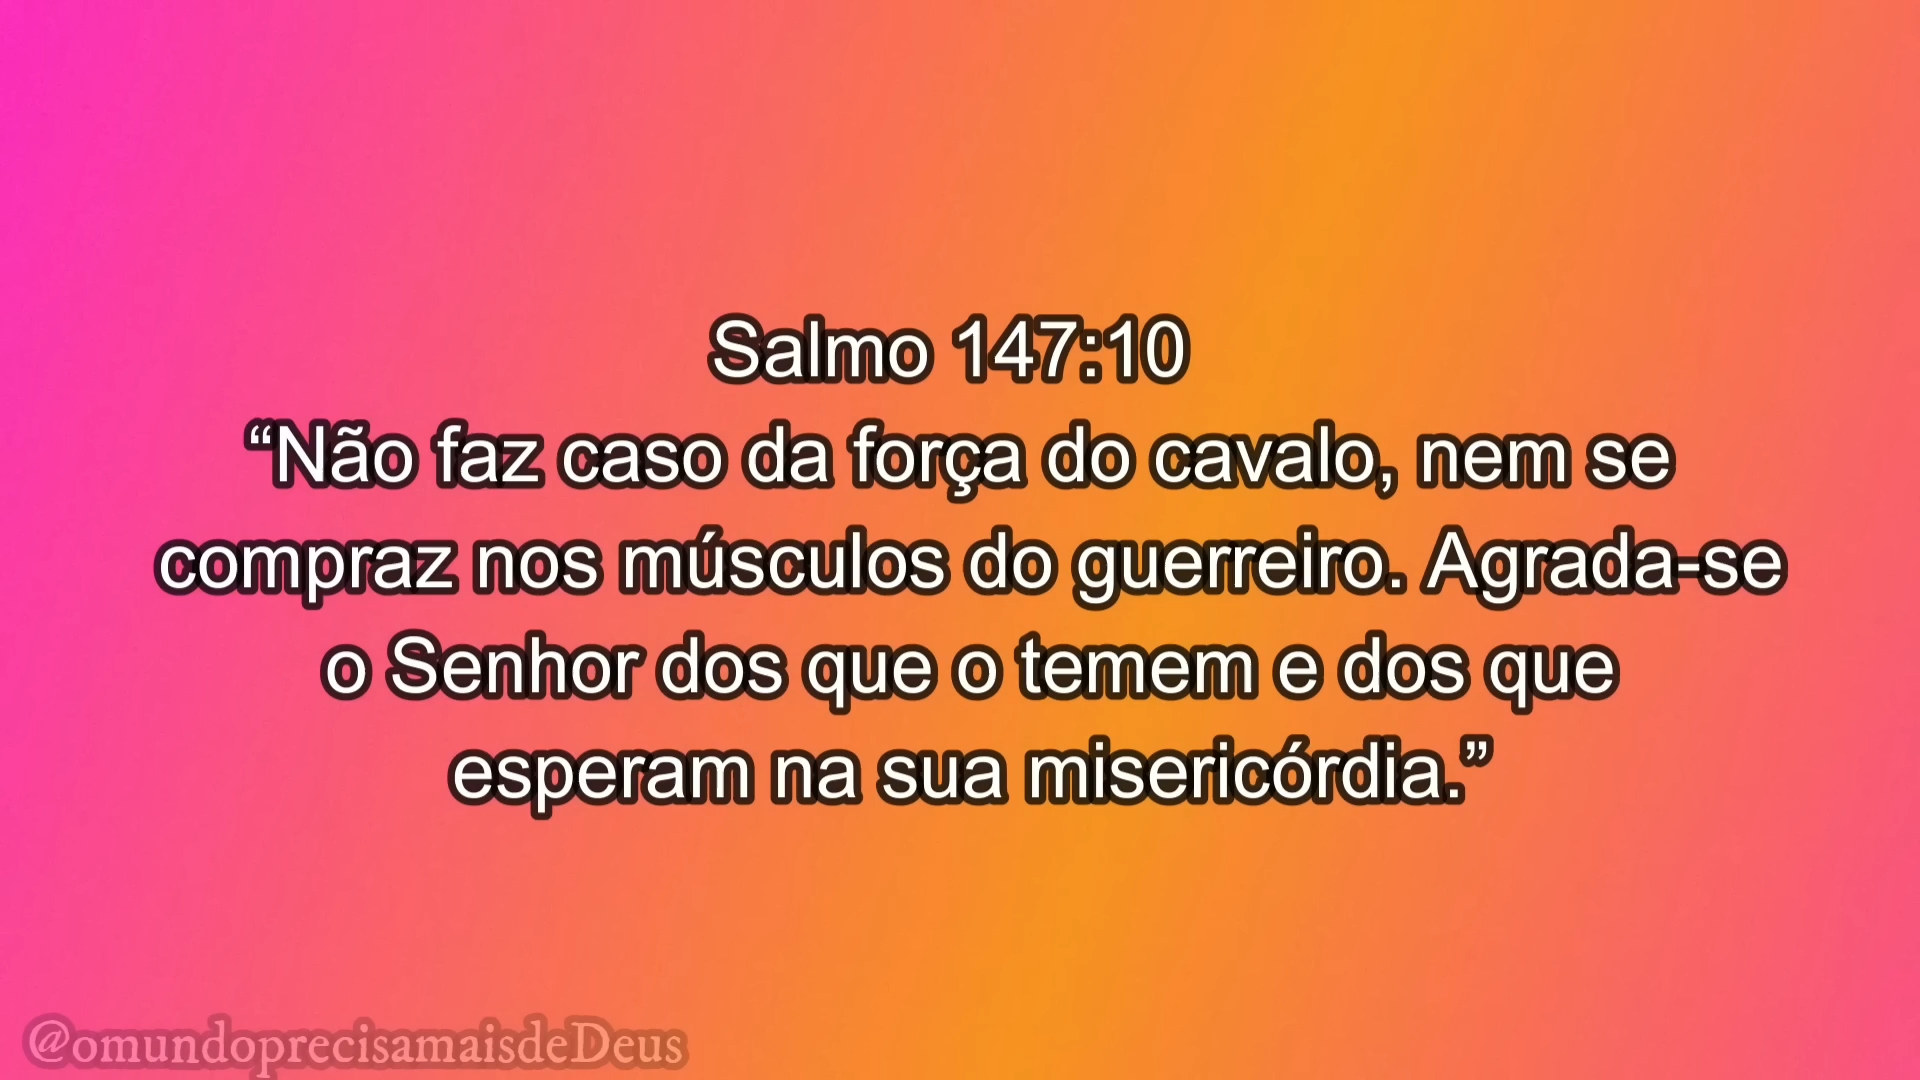 Salmo 147:10
“Não faz caso da força do cavalo, nem se
compraz nos músculos do guerreiro. Agrada-se
o Senhor dos que o temem e dos que
esperam na sua misericórdia.”
@omundoprecisamaisdeDeus